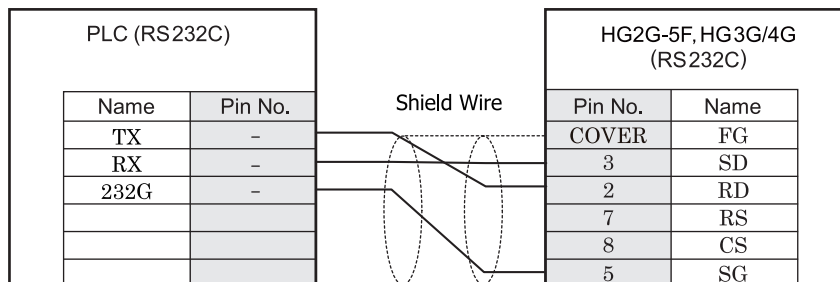 PLC (RS232C)
HG2G-5F, HG3G/4G
(RS232C)
Shield Wire
Name Pin No.
TX –
RX –
232G –
Pin No. Name
COVER FG
3 SD
2 RD
7 RS
8 CS
5 SG